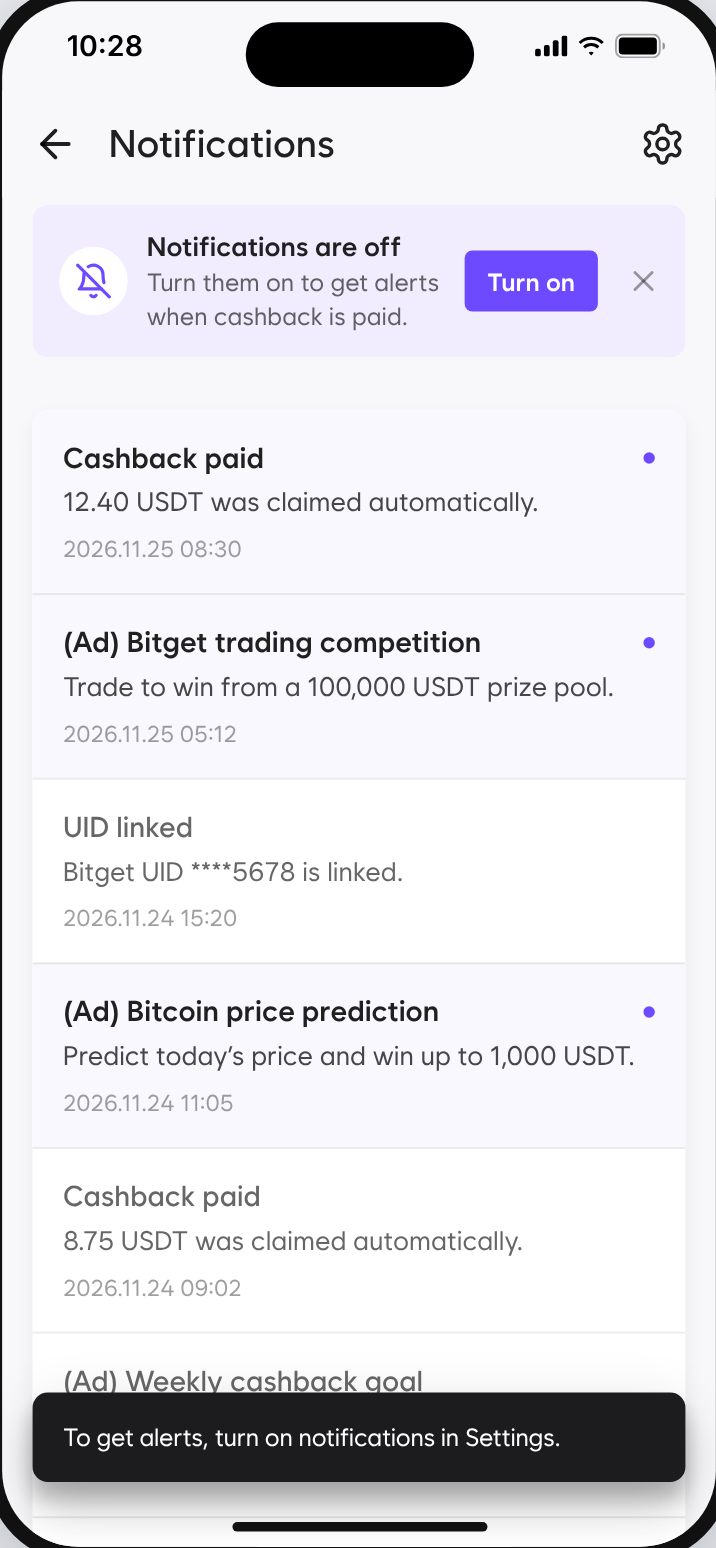 10:28
Notifications
Notifications are off
Turn them on to get alerts
when cashback is paid.
Turn on
Cashback paid
12.40 USDT was claimed automatically.
2026.11.25 08:30
(Ad) Bitget trading competition
Trade to win from a 100,000 USDT prize pool.
2026.11.25 05:12
UID linked
Bitget UID ****5678 is linked.
2026.11.24 15:20
(Ad) Bitcoin price prediction
Predict today’s price and win up to 1,000 USDT.
2026.11.24 11:05
Cashback paid
8.75 USDT was claimed automatically.
2026.11.24 09:02
(Ad) Weekly cashback goal
To get alerts, turn on notifications in Settings.